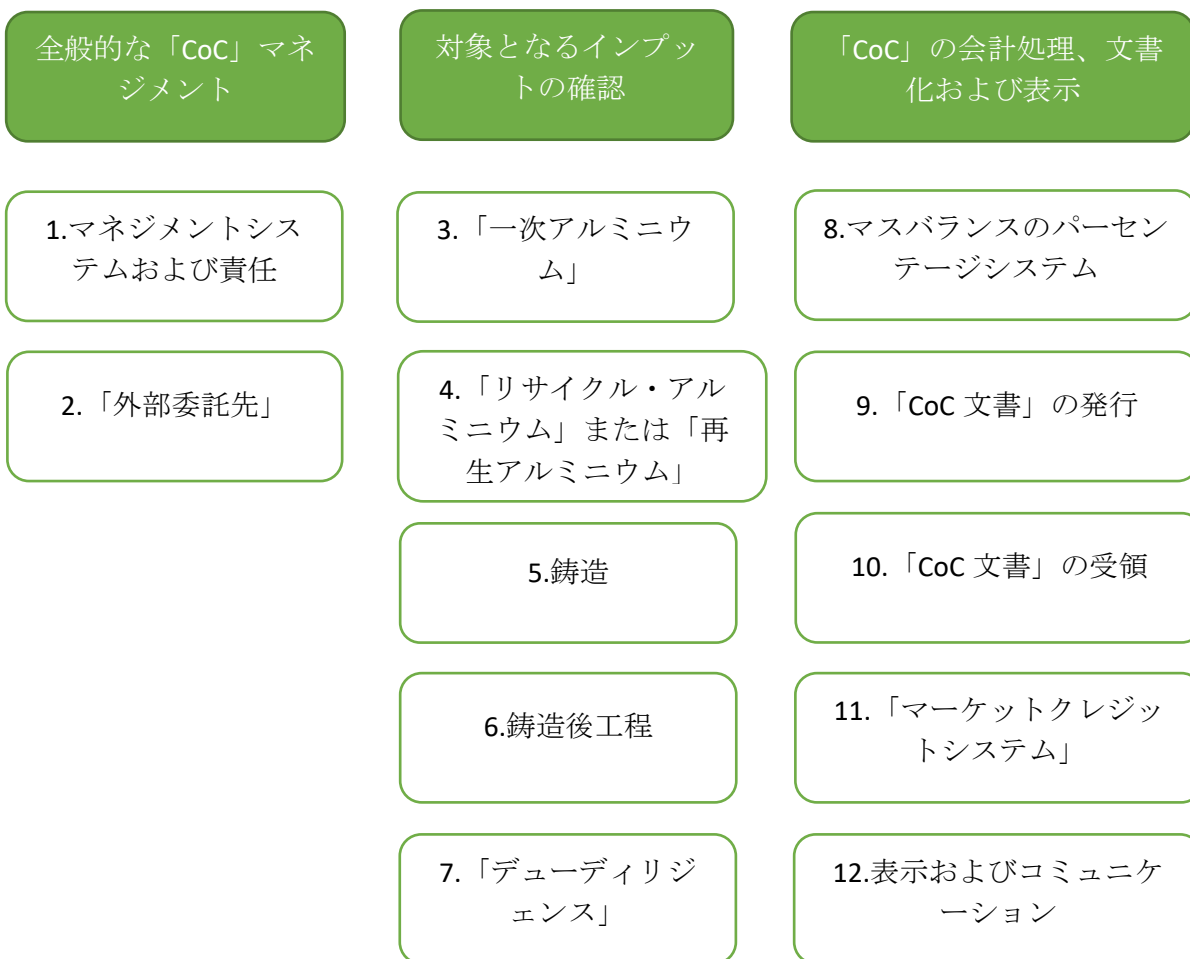 全般的な「CoC」マネ
ジメント
対象となるインプッ
トの確認
「CoC」の会計処理、文書
化および表示
1.マネジメントシス
テムおよび責任
2.「外部委託先」
3.「一次アルミニウ
ム」
4.「リサイクル・アル
ミニウム」または「再
生アルミニウム」
5.鋳造
6.鋳造後工程
7.「デューディリジ
ェンス」
8.マスバランスのパーセン
テージシステム
9.「CoC 文書」の発行
10.「CoC 文書」の受領
11.「マーケットクレジッ
トシステム」
12.表示およびコミュニケ
ーション